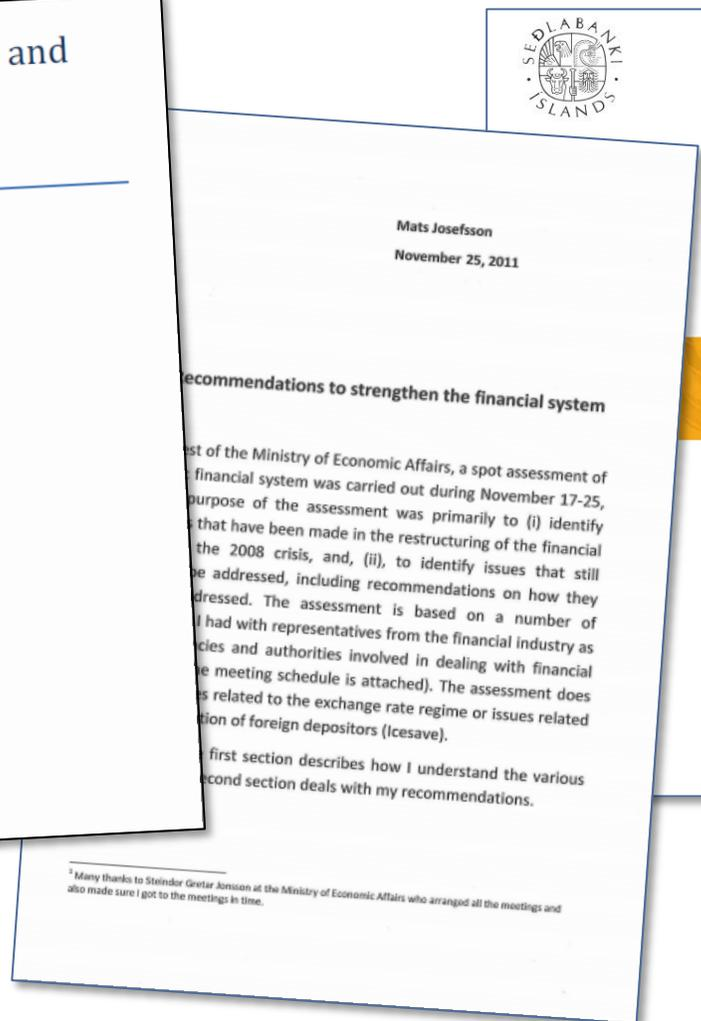 and
SEÐLABANKI
ÍSLANDS
Mats Josefsson
November 25, 2011
Recommendations to strengthen the financial system
of the Ministry of Economic Affairs, a spot assessment of
financial system was carried out during November 17-25,
purpose of the assessment was primarily to (i) identify
that have been made in the restructuring of the financial
the 2008 crisis, and, (ii), to identify issues that still
be addressed, including recommendations on how they
The assessment is based on a number of
I had with representatives from the financial industry as
and authorities involved in dealing with financial
meeting schedule is attached). The assessment does
related to the exchange rate regime or issues related
of foreign depositors (Icesave).
first section describes how I understand the various
second section deals with my recommendations.
¹ Many thanks to Steindor Gretar Jonsson at the Ministry of Economic Affairs who arranged all the meetings and
also made sure I got to the meetings in time.